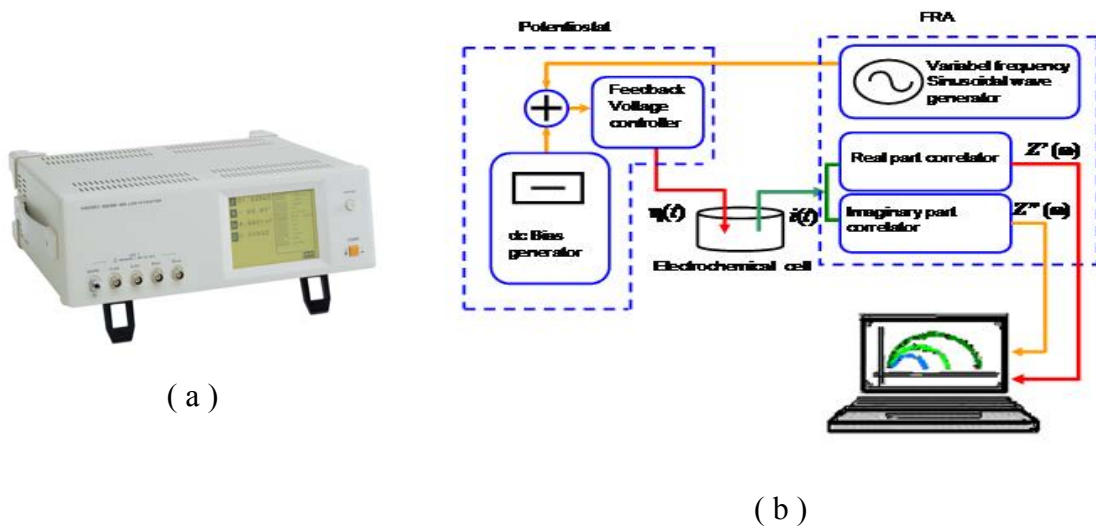 Potentiostat
FRA
Variabel frequency
Sinusoidal wave
generator
Feedback
Voltage
controller
Real part correlator
Z' (ω)
dc Bias
generator
η(t)
i(t)
Imaginary part
correlator
Z'' (ω)
Electrochemical cell
( a )
( b )